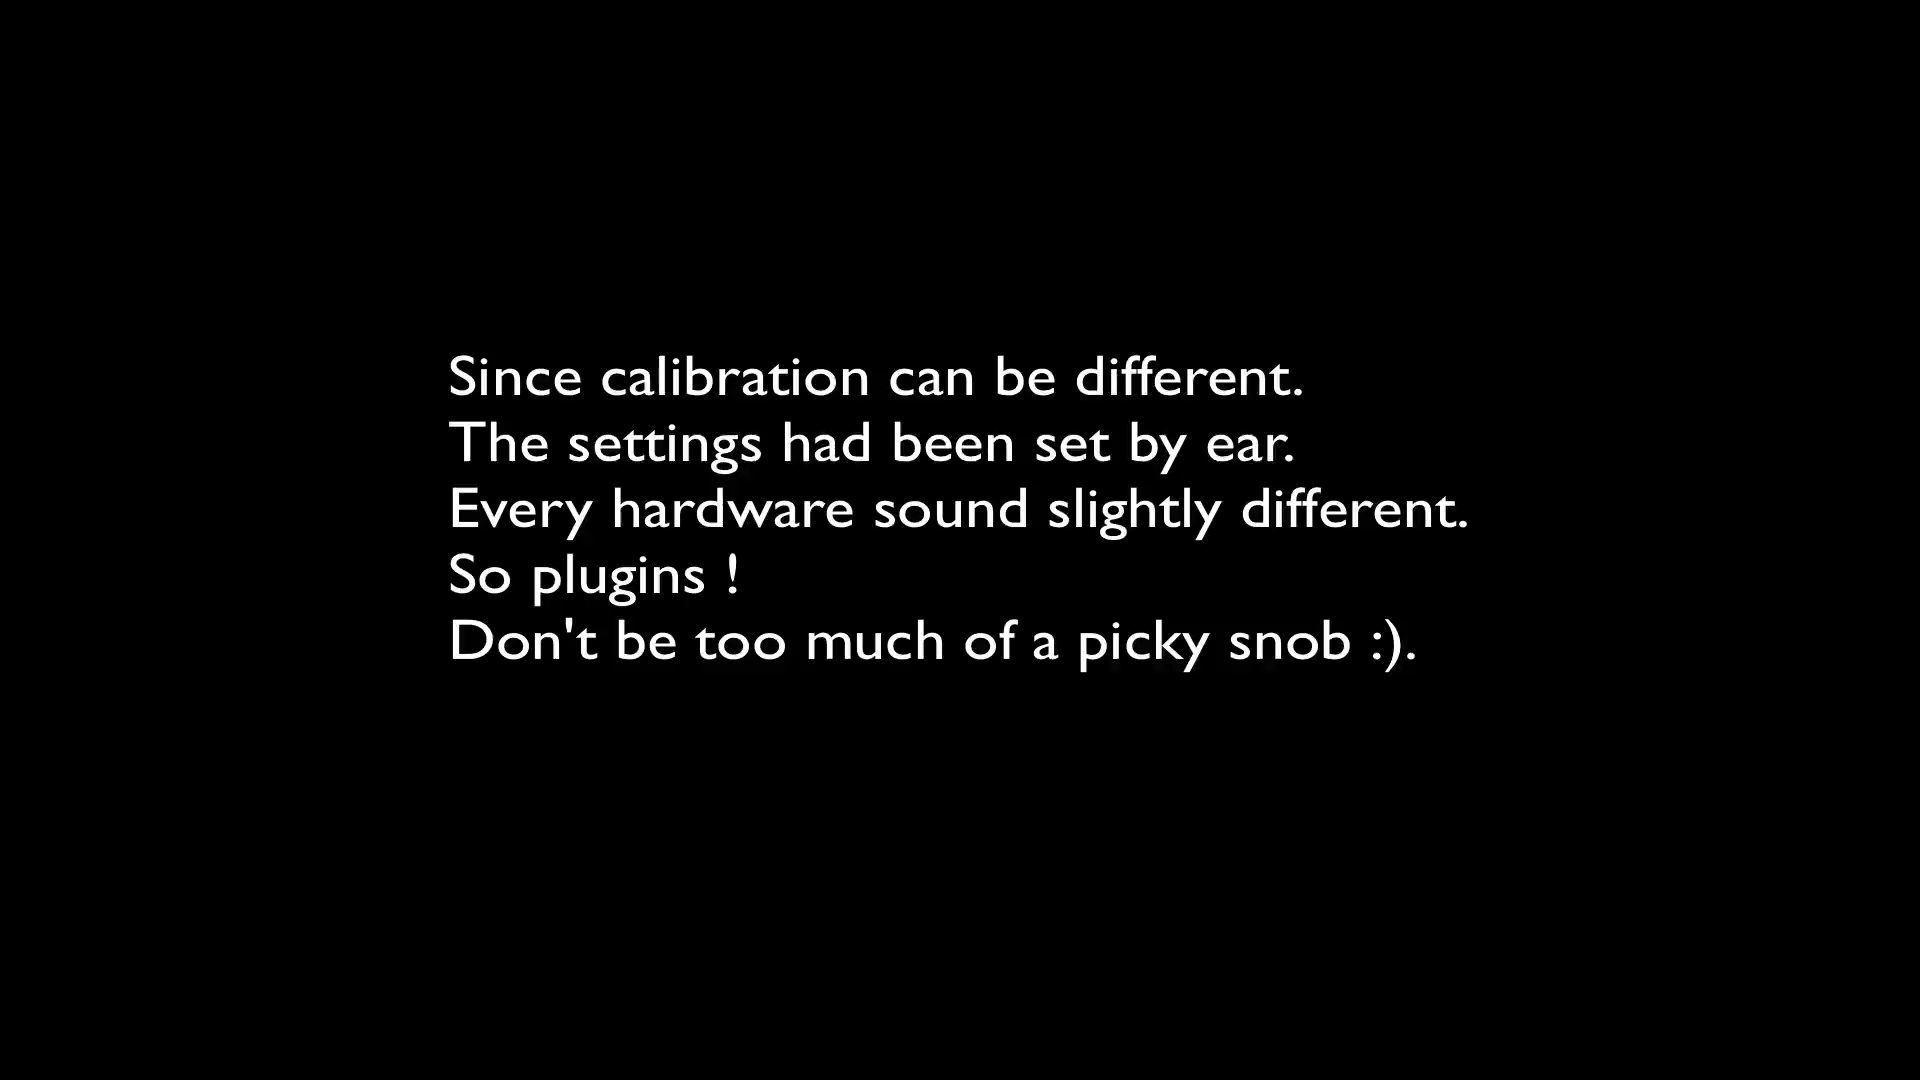 Since calibration can be different.
The settings had been set by ear.
Every hardware sound slightly different.
So plugins !
Don't be too much of a picky snob :).